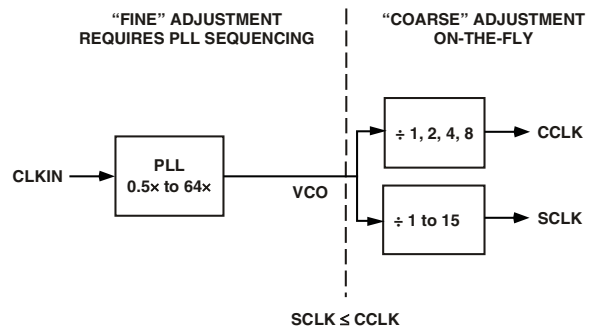 “FINE” ADJUSTMENT
REQUIRES PLL SEQUENCING
“COARSE” ADJUSTMENT
ON-THE-FLY
CLKIN
PLL
0.5× to 64×
VCO
÷ 1, 2, 4, 8
CCLK
÷ 1 to 15
SCLK
SCLK ≤ CCLK